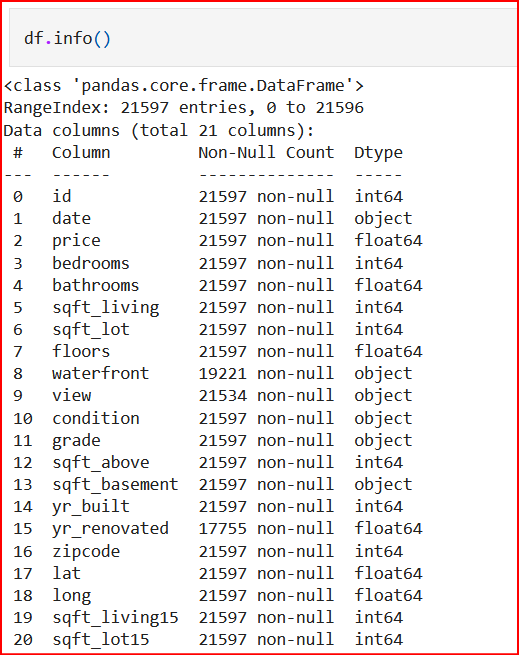 df.info()
<class 'pandas.core.frame.DataFrame'>
RangeIndex: 21597 entries, 0 to 21596
Data columns (total 21 columns):
 #   Column         Non-Null Count  Dtype
---  ------         --------------  -----
 0   id             21597 non-null  int64
 1   date           21597 non-null  object
 2   price          21597 non-null  float64
 3   bedrooms       21597 non-null  int64
 4   bathrooms      21597 non-null  float64
 5   sqft_living    21597 non-null  int64
 6   sqft_lot       21597 non-null  int64
 7   floors         21597 non-null  float64
 8   waterfront     19221 non-null  object
 9   view           21534 non-null  object
 10  condition      21597 non-null  object
 11  grade          21597 non-null  object
 12  sqft_above     21597 non-null  int64
 13  sqft_basement  21597 non-null  object
 14  yr_built       21597 non-null  int64
 15  yr_renovated   17755 non-null  float64
 16  zipcode        21597 non-null  int64
 17  lat            21597 non-null  float64
 18  long           21597 non-null  float64
 19  sqft_living15  21597 non-null  int64
 20  sqft_lot15     21597 non-null  int64